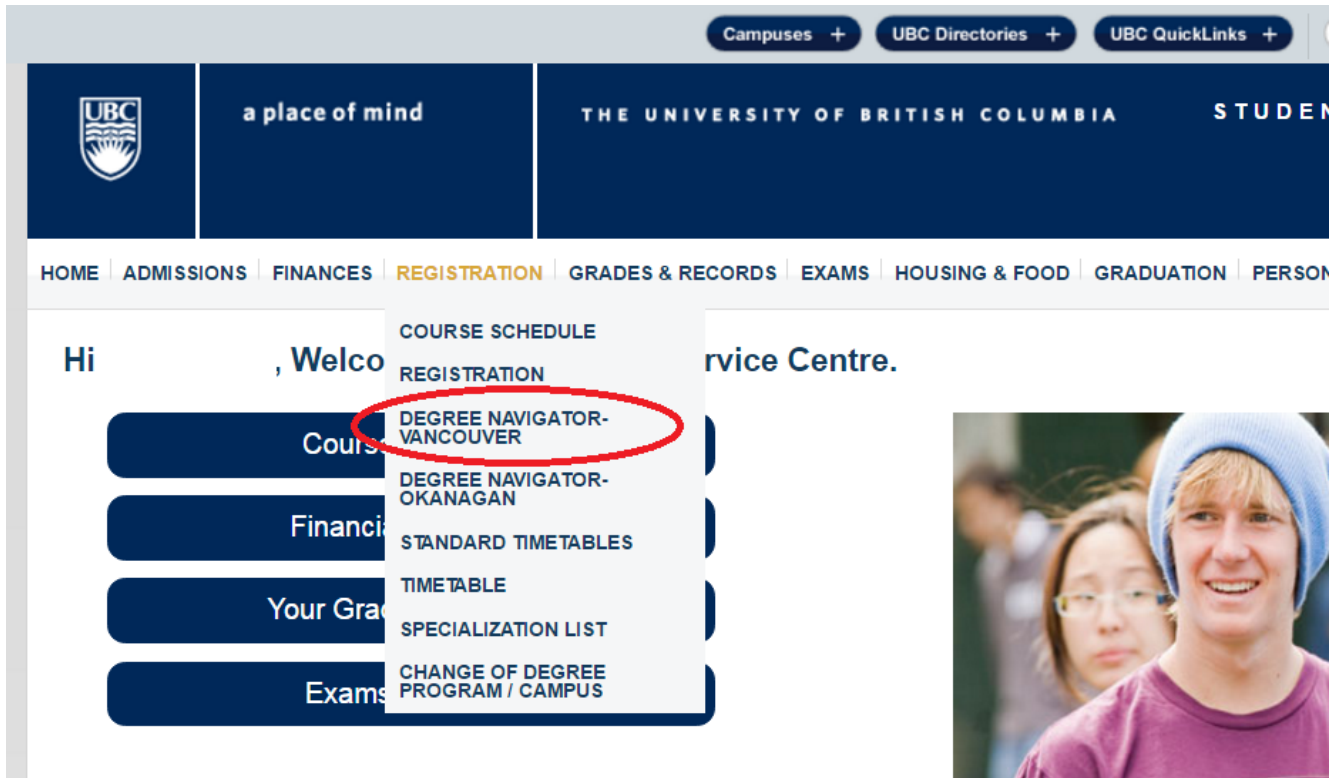 Campuses + UBC Directories + UBC QuickLinks +
UBC a place of mind THE UNIVERSITY OF BRITISH COLUMBIA
HOME ADMISSIONS FINANCES REGISTRATION GRADES & RECORDS EXAMS HOUSING & FOOD GRADUATION PERSON
COURSE SCHEDULE
Hi , Welco rvice Centre.
REGISTRATION
DEGREE NAVIGATOR-
VANCOUVER
Cours
DEGREE NAVIGATOR-
OKANAGAN
Financi
STANDARD TIMETABLES
TIMETABLE
Your Grad
SPECIALIZATION LIST
CHANGE OF DEGREE
PROGRAM / CAMPUS
Exams